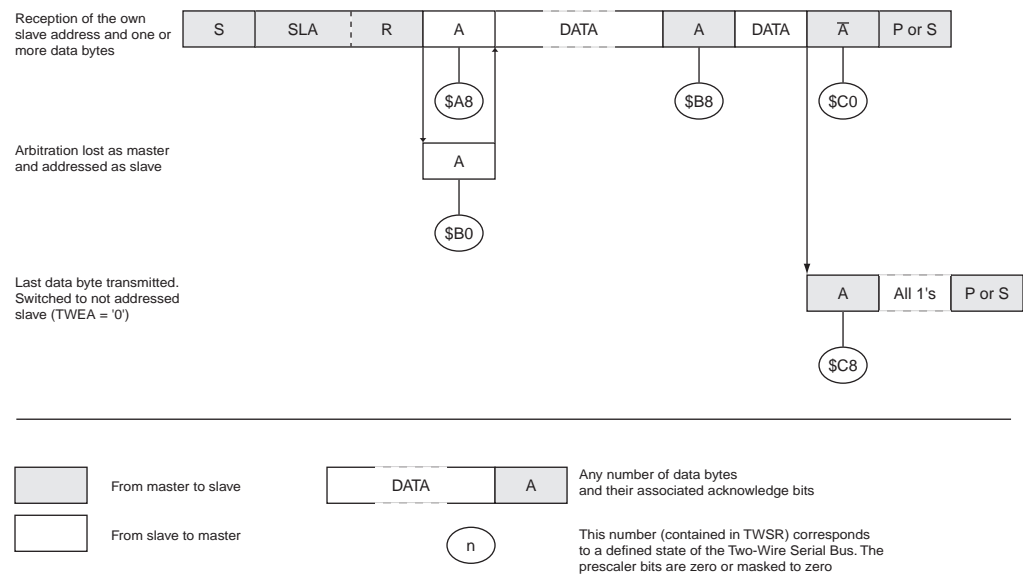 Reception of the own
slave address and one or
more data bytes
S SLA R A DATA A DATA A̅ P or S
$A8 $B8 $C0
Arbitration lost as master
and addressed as slave
A
$B0
Last data byte transmitted.
Switched to not addressed
slave (TWEA = '0')
A All 1's P or S
$C8
From master to slave
DATA A
Any number of data bytes
and their associated acknowledge bits
From slave to master
n
This number (contained in TWSR) corresponds
to a defined state of the Two-Wire Serial Bus. The
prescaler bits are zero or masked to zero